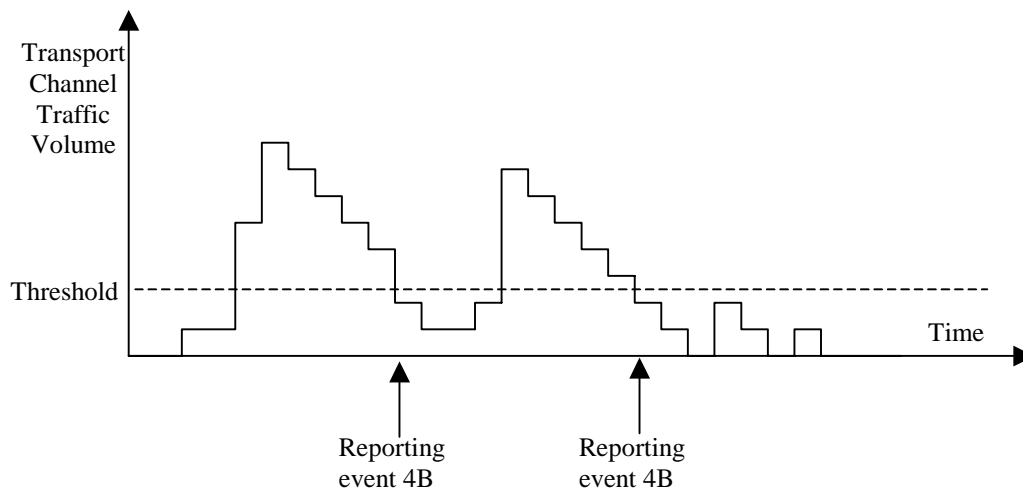 Transport
Channel
Traffic
Volume
Threshold
Time
Reporting
event 4B
Reporting
event 4B